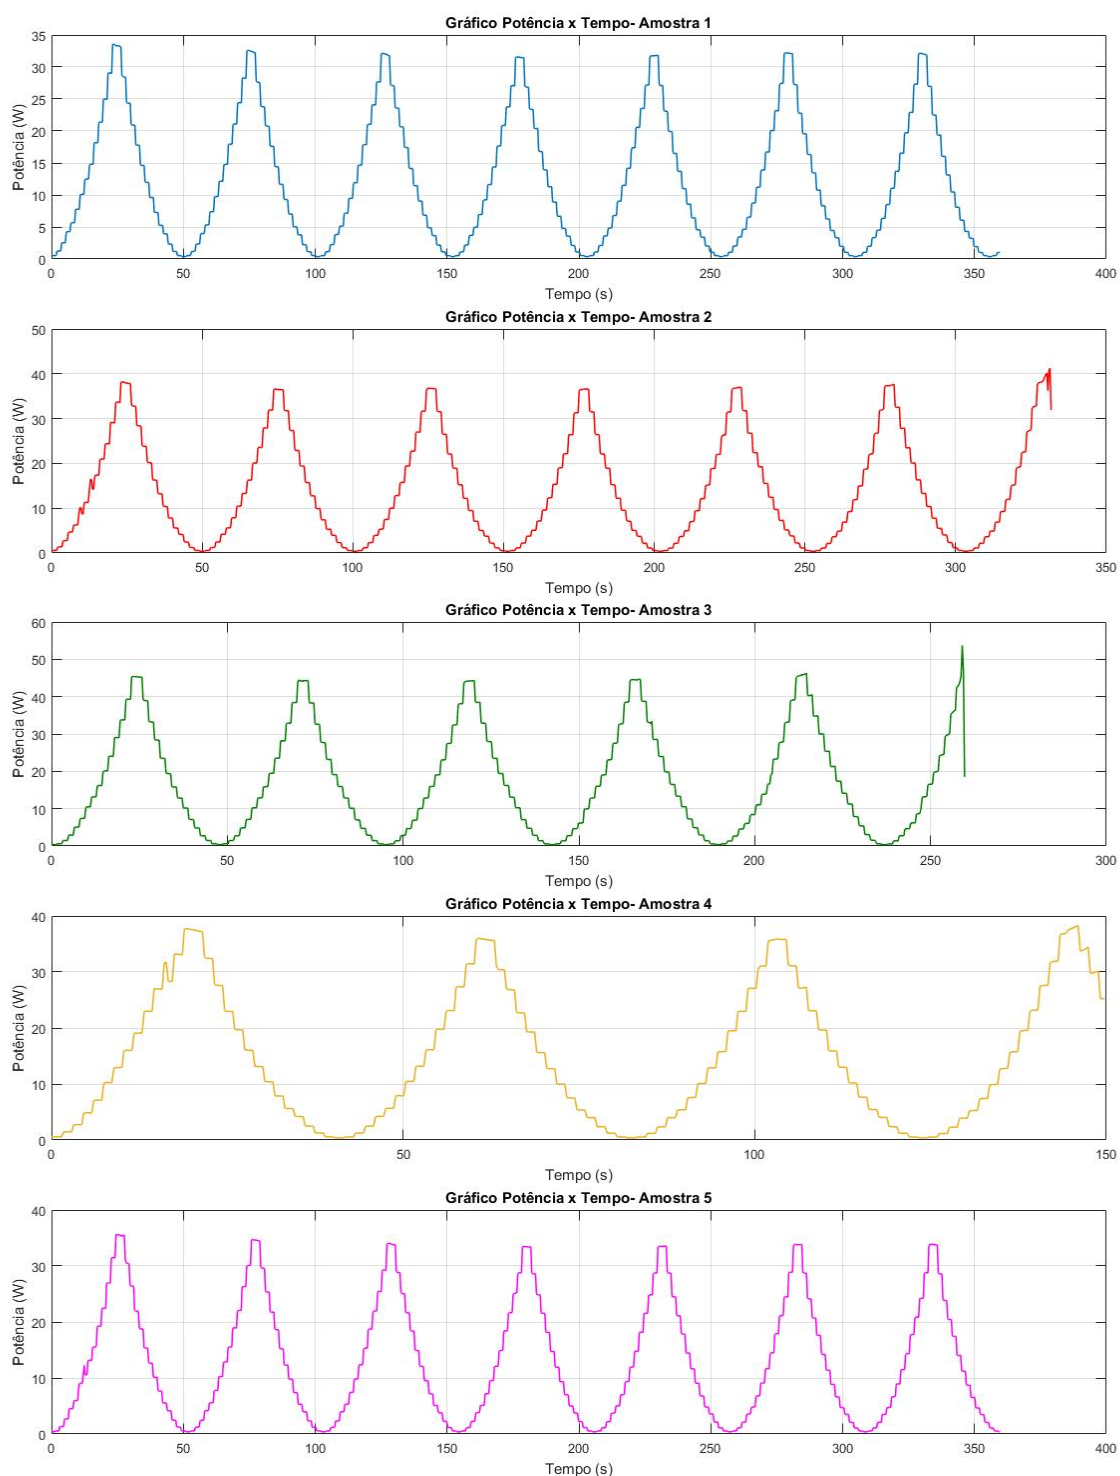 Gráfico Potência x Tempo- Amostra 1
35
30
25
20
15
10
5
0
Potência (W)
0 50 100 150 200 250 300 350 400
Tempo (s)
Gráfico Potência x Tempo- Amostra 2
50
40
30
20
10
0
Potência (W)
0 50 100 150 200 250 300 350
Tempo (s)
Gráfico Potência x Tempo- Amostra 3
60
50
40
30
20
10
0
Potência (W)
0 50 100 150 200 250 300
Tempo (s)
Gráfico Potência x Tempo- Amostra 4
40
30
20
10
0
Potência (W)
0 50 100 150
Tempo (s)
Gráfico Potência x Tempo- Amostra 5
40
30
20
10
0
Potência (W)
0 50 100 150 200 250 300 350 400
Tempo (s)